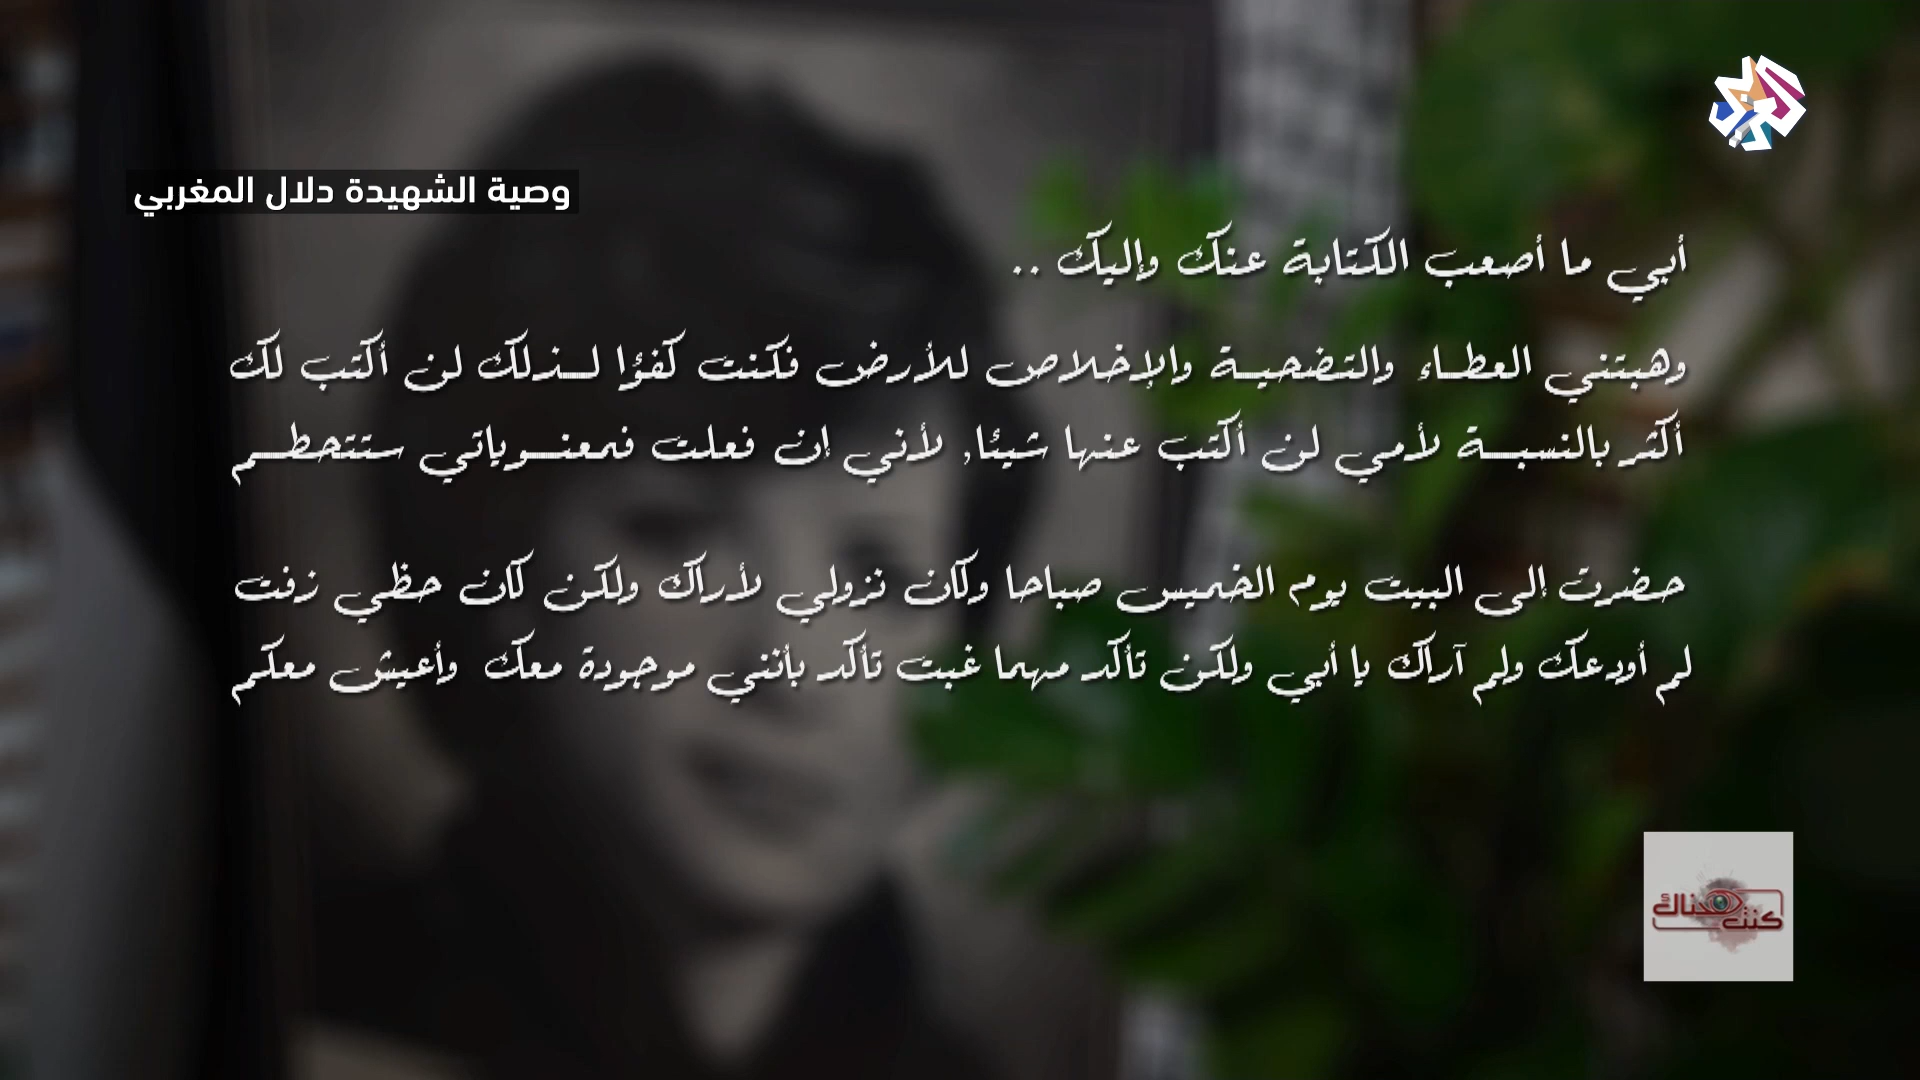 وصية الشهيدة دلال المغربي
أبي ما أصعب الكتابة عنك وإليك ..
وهبتني العطاء والتضحية والإخلاص للأرض فكنت كفؤا لذلك لن أكتب لك
أكثر بالنسبة لأمي لن أكتب عنها شيئا, لأني إن فعلت فمعنوياتي ستتحطم
حضرت إلى البيت يوم الخميس صباحا وكان نزولي لأراك ولكن كان حظي زفت
لم أودعك ولم آراك يا أبي ولكن تأكد مهما غبت تأكد بأنني موجودة معك وأعيش معكم
كنت هناك